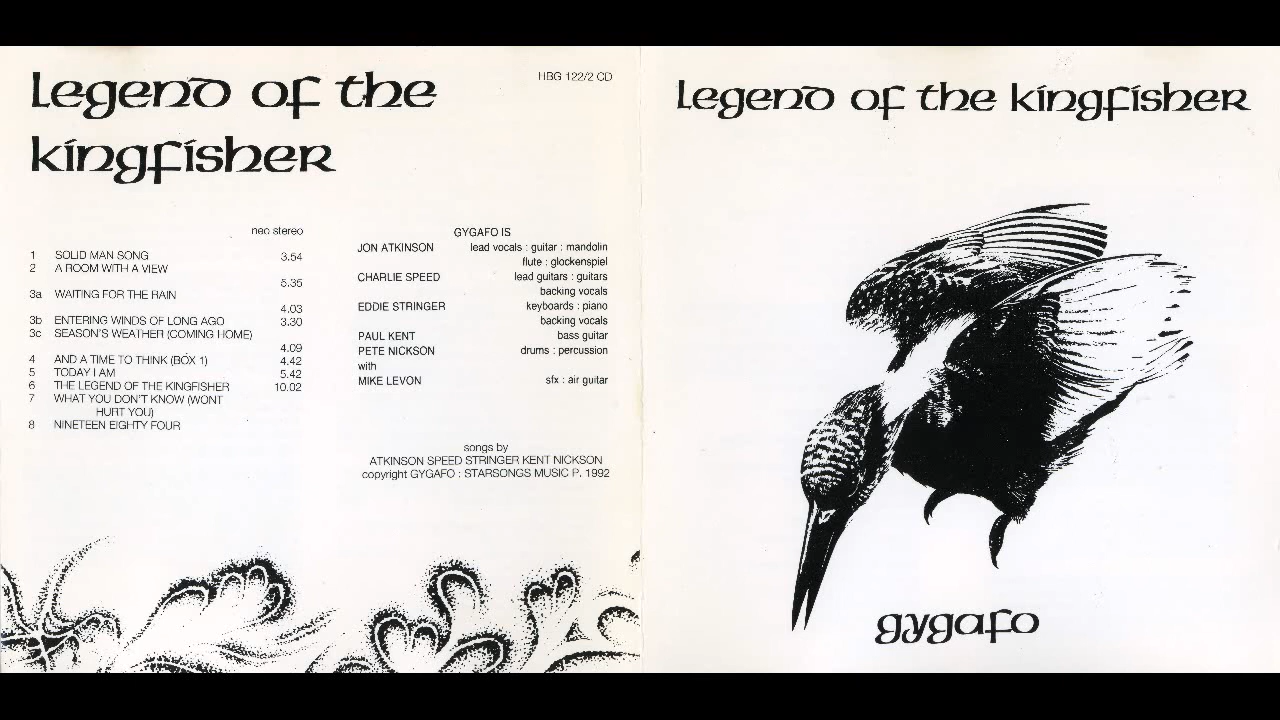 Legend of the
kingfisher
HBG 122/2 CD
neo stereo
1 SOLID MAN SONG 3.54
2 A ROOM WITH A VIEW
5.35
3a WAITING FOR THE RAIN
4.03
3b ENTERING WINDS OF LONG AGO 3.30
3c SEASON'S WEATHER (COMING HOME)
4.09
4 AND A TIME TO THINK (BOX 1) 4.42
5 TODAY I AM 5.42
6 THE LEGEND OF THE KINGFISHER 10.02
7 WHAT YOU DON'T KNOW (WONT
HURT YOU)
8 NINETEEN EIGHTY FOUR
GYGAFO IS
JON ATKINSON lead vocals : guitar : mandolin
flute : glockenspiel
CHARLIE SPEED lead guitars : guitars
backing vocals
EDDIE STRINGER keyboards : piano
backing vocals
PAUL KENT bass guitar
PETE NICKSON drums : percussion
with
MIKE LEVON sfx : air guitar
songs by
ATKINSON SPEED STRINGER KENT NICKSON
copyright GYGAFO : STARSONGS MUSIC P. 1992
Legend of the kingfisher
gygafo